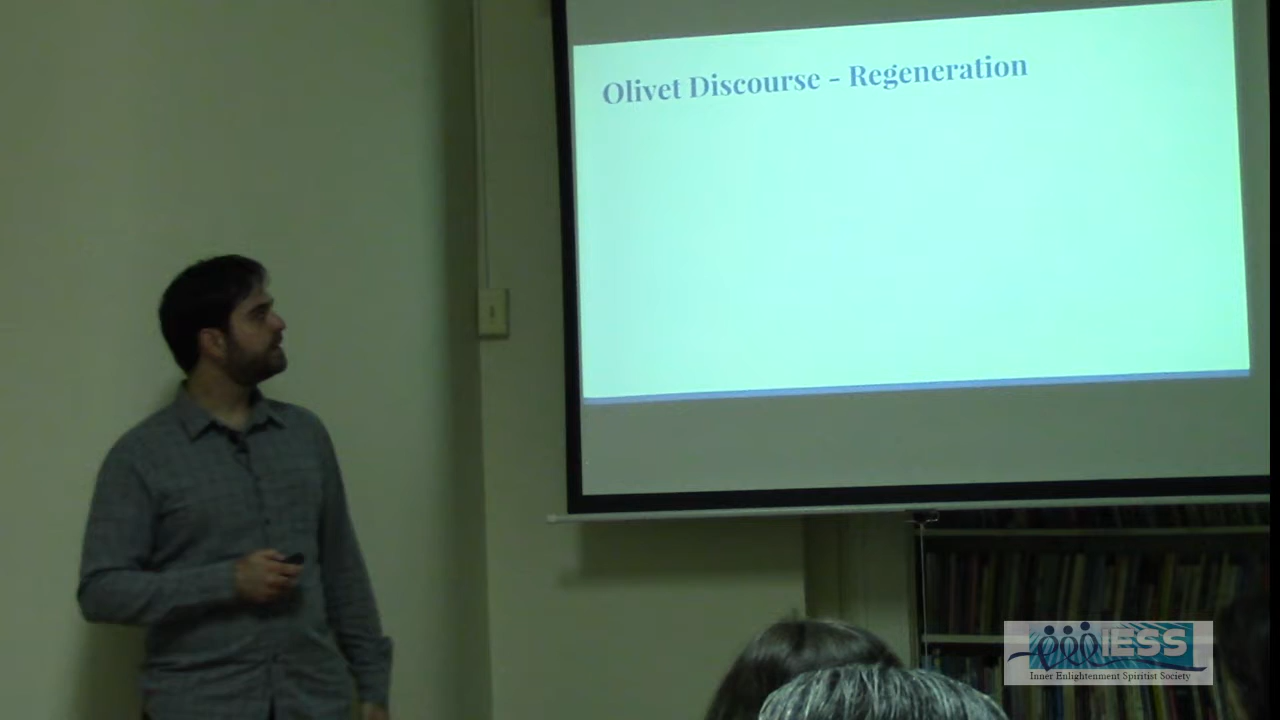 Olivet Discourse - Regeneration
IESS
Inner Enlightenment Spiritist Society